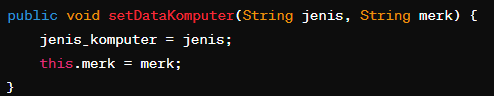 public void setDataKomputer(String jenis, String merk) {
    jenis_komputer = jenis;
    this.merk = merk;
}